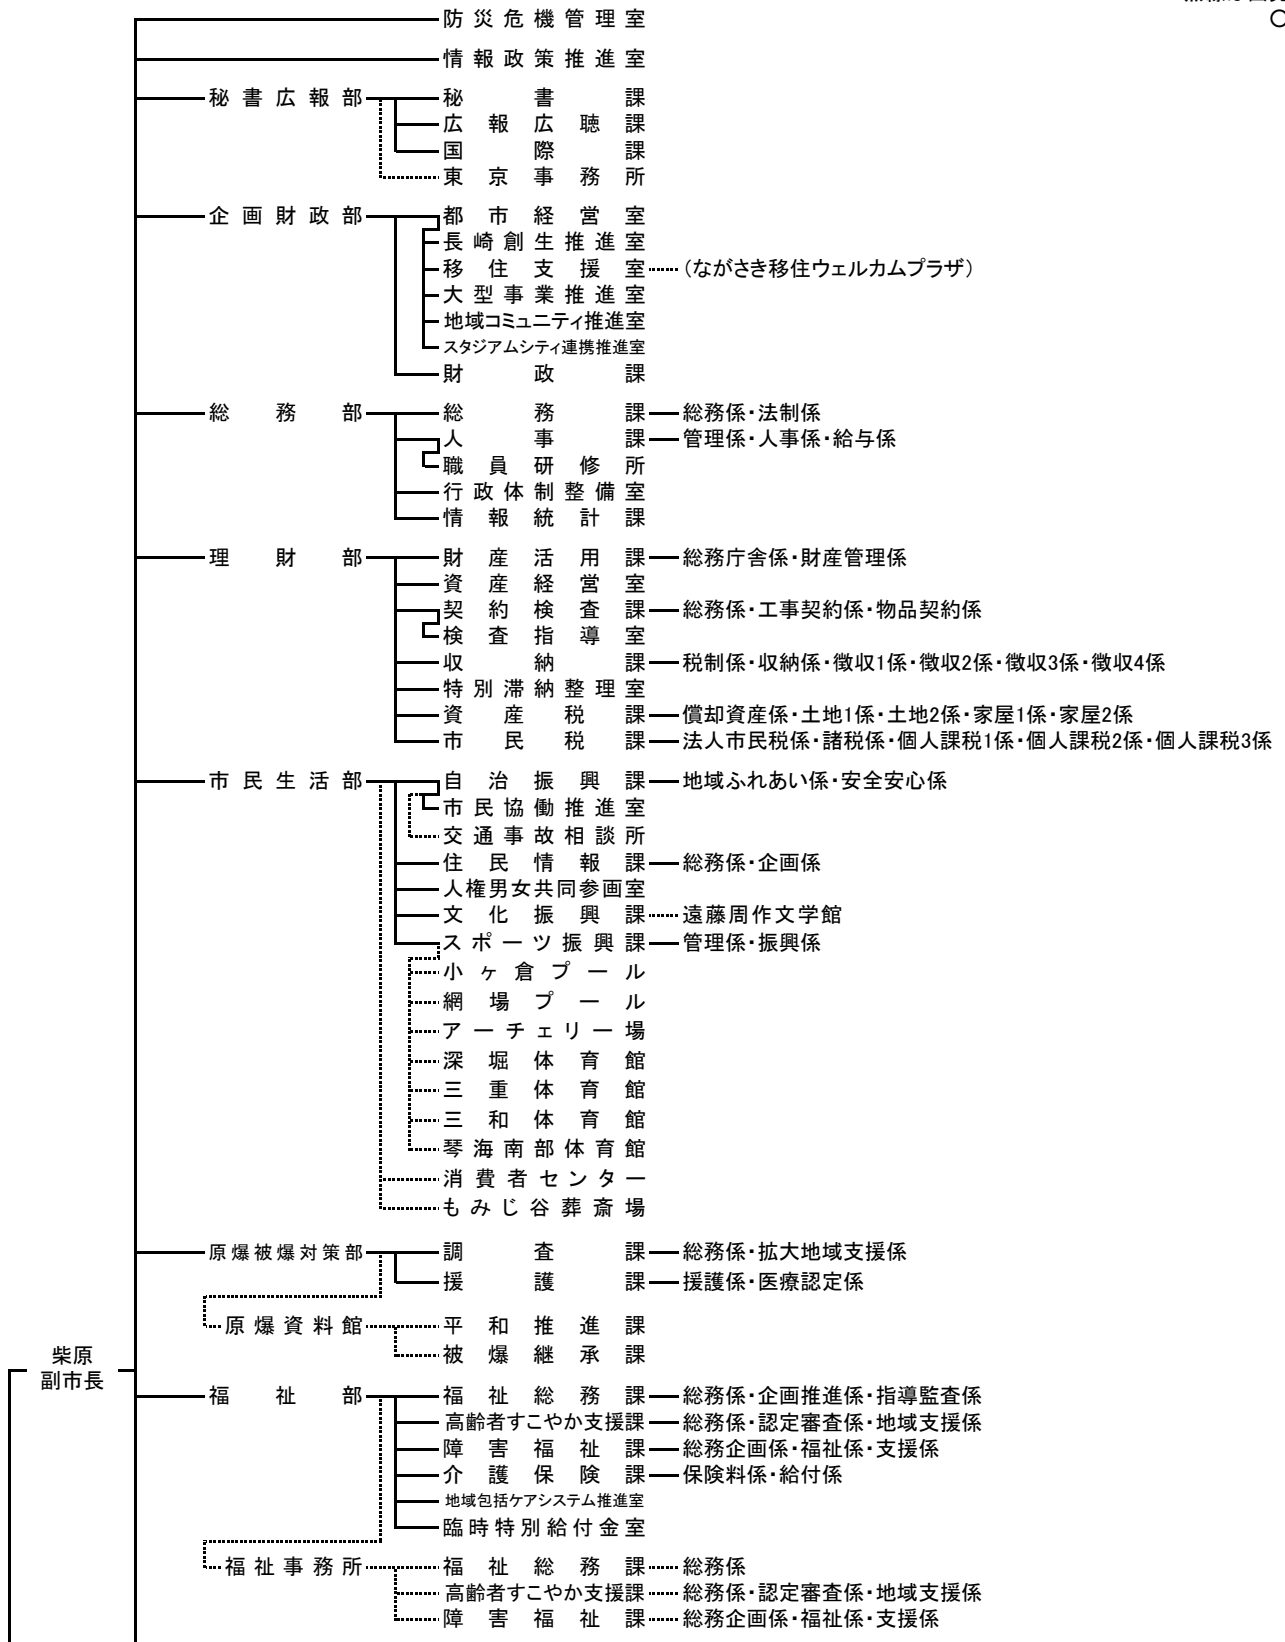 防災危機管理室
情報政策推進室
秘書広報部 秘書課
広報広聴課
国際課
東京事務所
企画財政部 都市経営室
長崎創生推進室
移住支援室 (ながさき移住ウェルカムプラザ)
大型事業推進室
地域コミュニティ推進室
スタジアムシティ連携推進室
財政課
総務部 総務課 総務係・法制係
人事課 管理係・人事係・給与係
職員研修所
行政体制整備室
情報統計課
理財部 財産活用課 総務庁舎係・財産管理係
資産経営室
契約検査課 総務係・工事契約係・物品契約係
検査指導室
収納課 税制係・収納係・徴収1係・徴収2係・徴収3係・徴収4係
特別滞納整理室
資産税課 償却資産係・土地1係・土地2係・家屋1係・家屋2係
市民税課 法人市民税係・諸税係・個人課税1係・個人課税2係・個人課税3係
市民生活部 自治振興課 地域ふれあい係・安全安心係
市民協働推進室
交通事故相談所
住民情報課 総務係・企画係
人権男女共同参画室
文化振興課 遠藤周作文学館
スポーツ振興課 管理係・振興係
小ヶ倉プール
網場プール
アーチェリー場
深堀体育館
三重体育館
三和体育館
琴海南部体育館
消費者センター
もみじ谷葬斎場
原爆被爆対策部 調査課 総務係・拡大地域支援係
援護課 援護係・医療認定係
原爆資料館 平和推進課
被爆継承課
柴原
副市長
福祉部 福祉総務課 総務係・企画推進係・指導監査係
高齢者すこやか支援課 総務係・認定審査係・地域支援係
障害福祉課 総務企画係・福祉係・支援係
介護保険課 保険料係・給付係
地域包括ケアシステム推進室
臨時特別給付金室
福祉事務所 福祉総務課 総務係
高齢者すこやか支援課 総務係・認定審査係・地域支援係
障害福祉課 総務企画係・福祉係・支援係